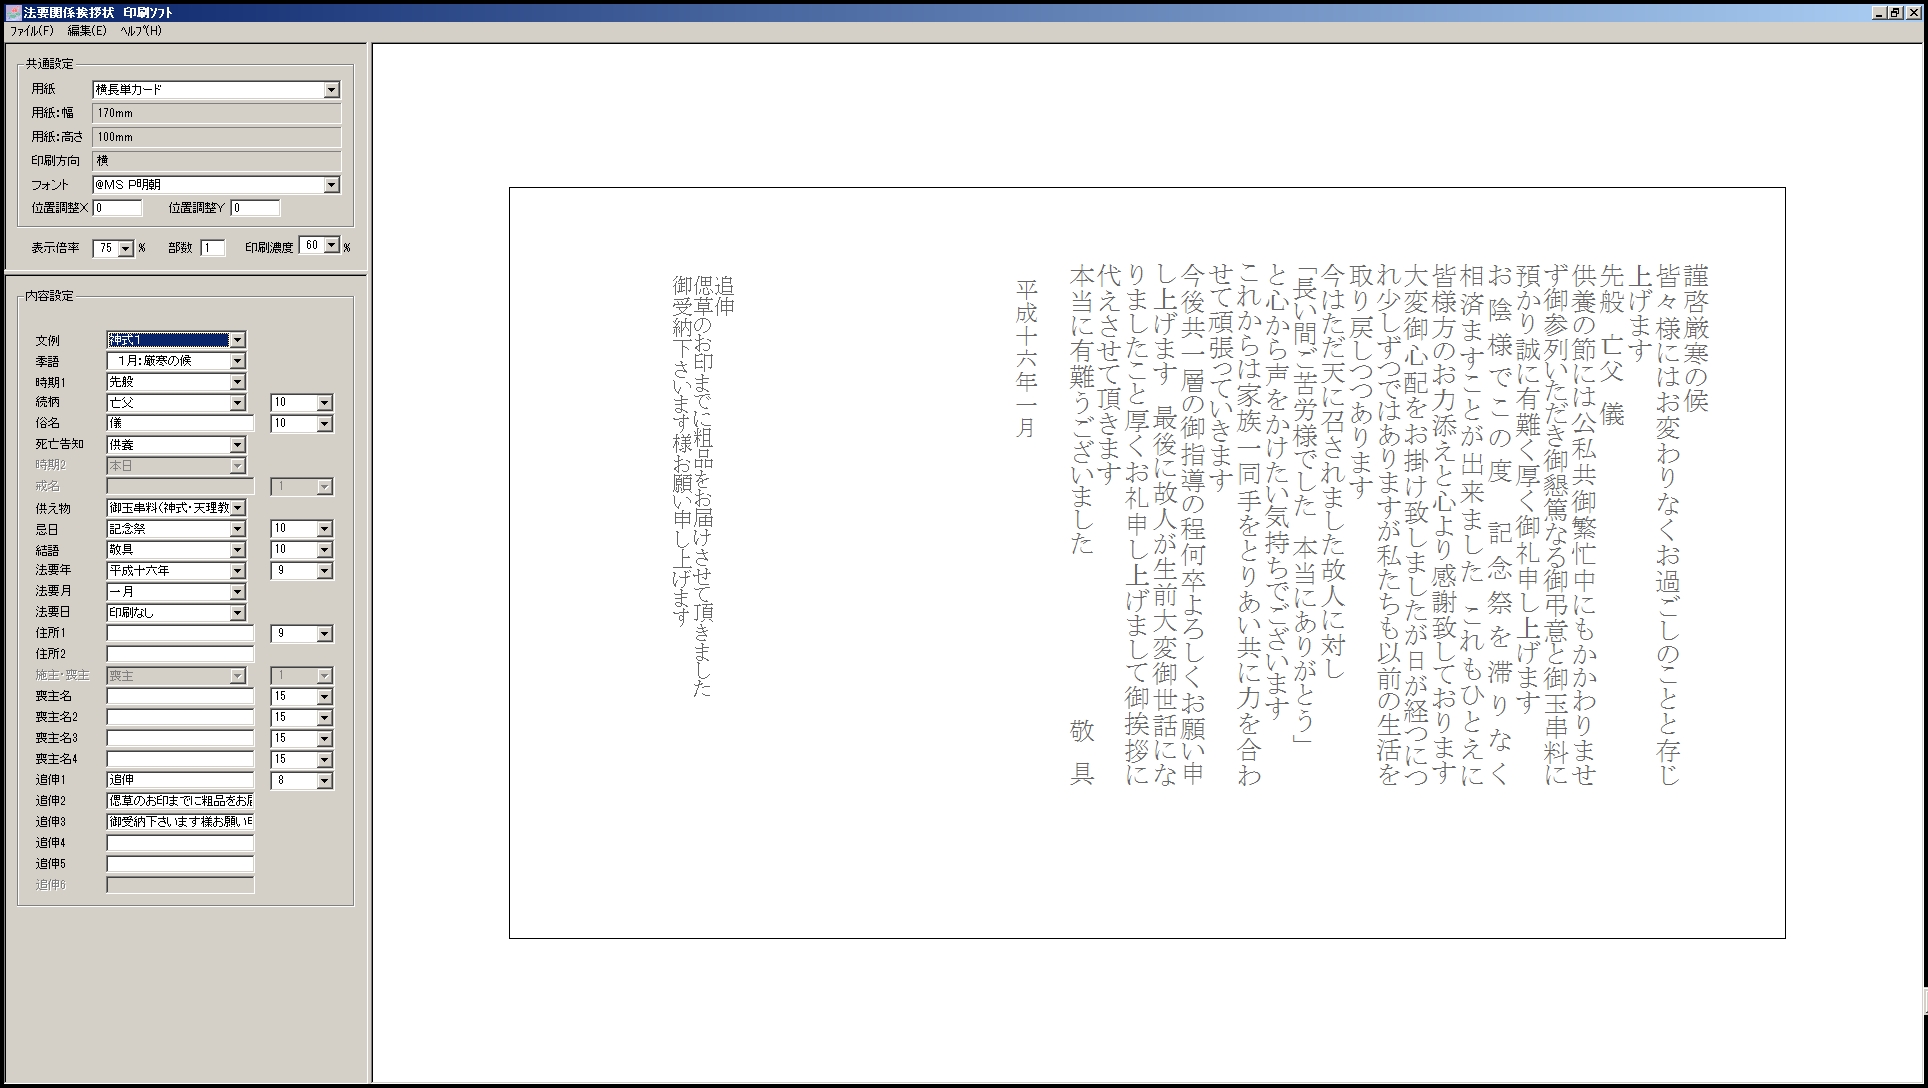 法要関係挨拶状 印刷ソフト
ファイル(F) 編集(E) ヘルプ(H)
共通設定
用紙 横長単カード
用紙:幅 170mm
用紙:高さ 100mm
印刷方向 横
フォント @MS P明朝
位置調整X 0 位置調整Y 0
表示倍率 75 % 部数 1 印刷濃度 60 %
内容設定
文例 神式1
季語 1月:厳寒の候
時期1 先般
続柄 亡父 10
俗名 儀 10
死亡告知 供養
時期2 本日
戒名 1
供え物 御玉串料(神式・天理教
忌日 記念祭 10
結語 敬具 10
法要年 平成十六年 9
法要月 一月
法要日 印刷なし
住所1 9
住所2
施主・喪主 喪主 1
喪主名 15
喪主名2 15
喪主名3 15
喪主名4 15
追伸1 追伸 8
追伸2 偲草のお印までに粗品をお届
追伸3 御受納下さいます様お願い申
追伸4
追伸5
追伸6
謹啓厳寒の候
皆々様にはお変わりなくお過ごしのことと存じ
上げます
先般 亡父 儀
供養の節には公私共御繁忙中にもかかわりませ
ず御参列いただき御懇篤なる御弔意と御玉串料に
預かり誠に有難く厚く御礼申し上げます
お陰様でこの度 記念祭を滞りなく
相済ますことが出来ました これもひとえに
皆様方のお力添えと心より感謝致しております
大変御心配をお掛け致しましたが日が経つにつ
れ少しずつではありますが私たちも以前の生活を
取り戻しつつあります
今はただ天に召されました故人に対し
「長い間ご苦労様でした 本当にありがとう」
と心から声をかけたい気持ちでございます
これからは家族一同手をとりあい共に力を合わ
せて頑張っていきます
今後共一層の御指導の程何卒よろしくお願い申
し上げます 最後に故人が生前大変御世話にな
りましたこと厚くお礼申し上げまして御挨拶に
代えさせて頂きます
本当に有難うございました 敬具
平成十六年一月
追伸
偲草のお印までに粗品をお届けさせて頂きました
御受納下さいます様お願い申し上げます